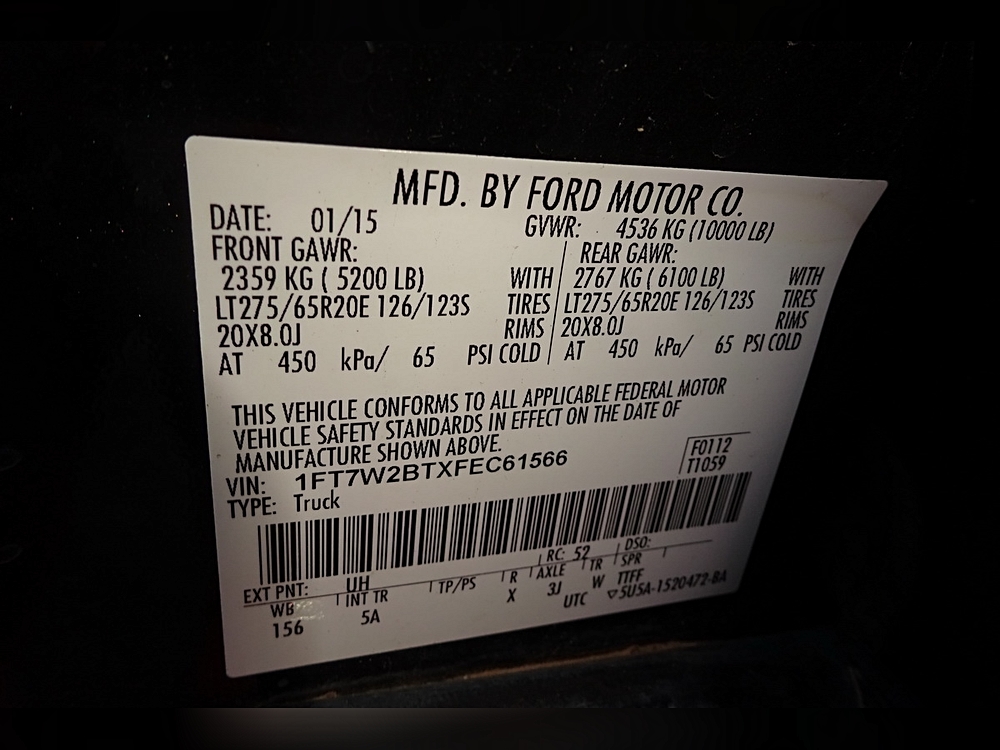 MFD. BY FORD MOTOR CO.
DATE: 01/15 GVWR: 4536 KG (10000 LB)
FRONT GAWR: REAR GAWR:
2359 KG ( 5200 LB) WITH 2767 KG ( 6100 LB) WITH
LT275/65R20E 126/123S TIRES LT275/65R20E 126/123S TIRES
20X8.0J RIMS 20X8.0J RIMS
AT 450 kPa/ 65 PSI COLD AT 450 kPa/ 65 PSI COLD
THIS VEHICLE CONFORMS TO ALL APPLICABLE FEDERAL MOTOR
VEHICLE SAFETY STANDARDS IN EFFECT ON THE DATE OF
MANUFACTURE SHOWN ABOVE.
VIN: 1FT7W2BTXFEC61566 F0112
TYPE: Truck T1059
RC: 52 DSO:
EXT PNT: UH
WB INT TR TP/PS R AXLE TR SPR
156 5A X 3J W TTFF
UTC ▽5U5A-1520472-BA